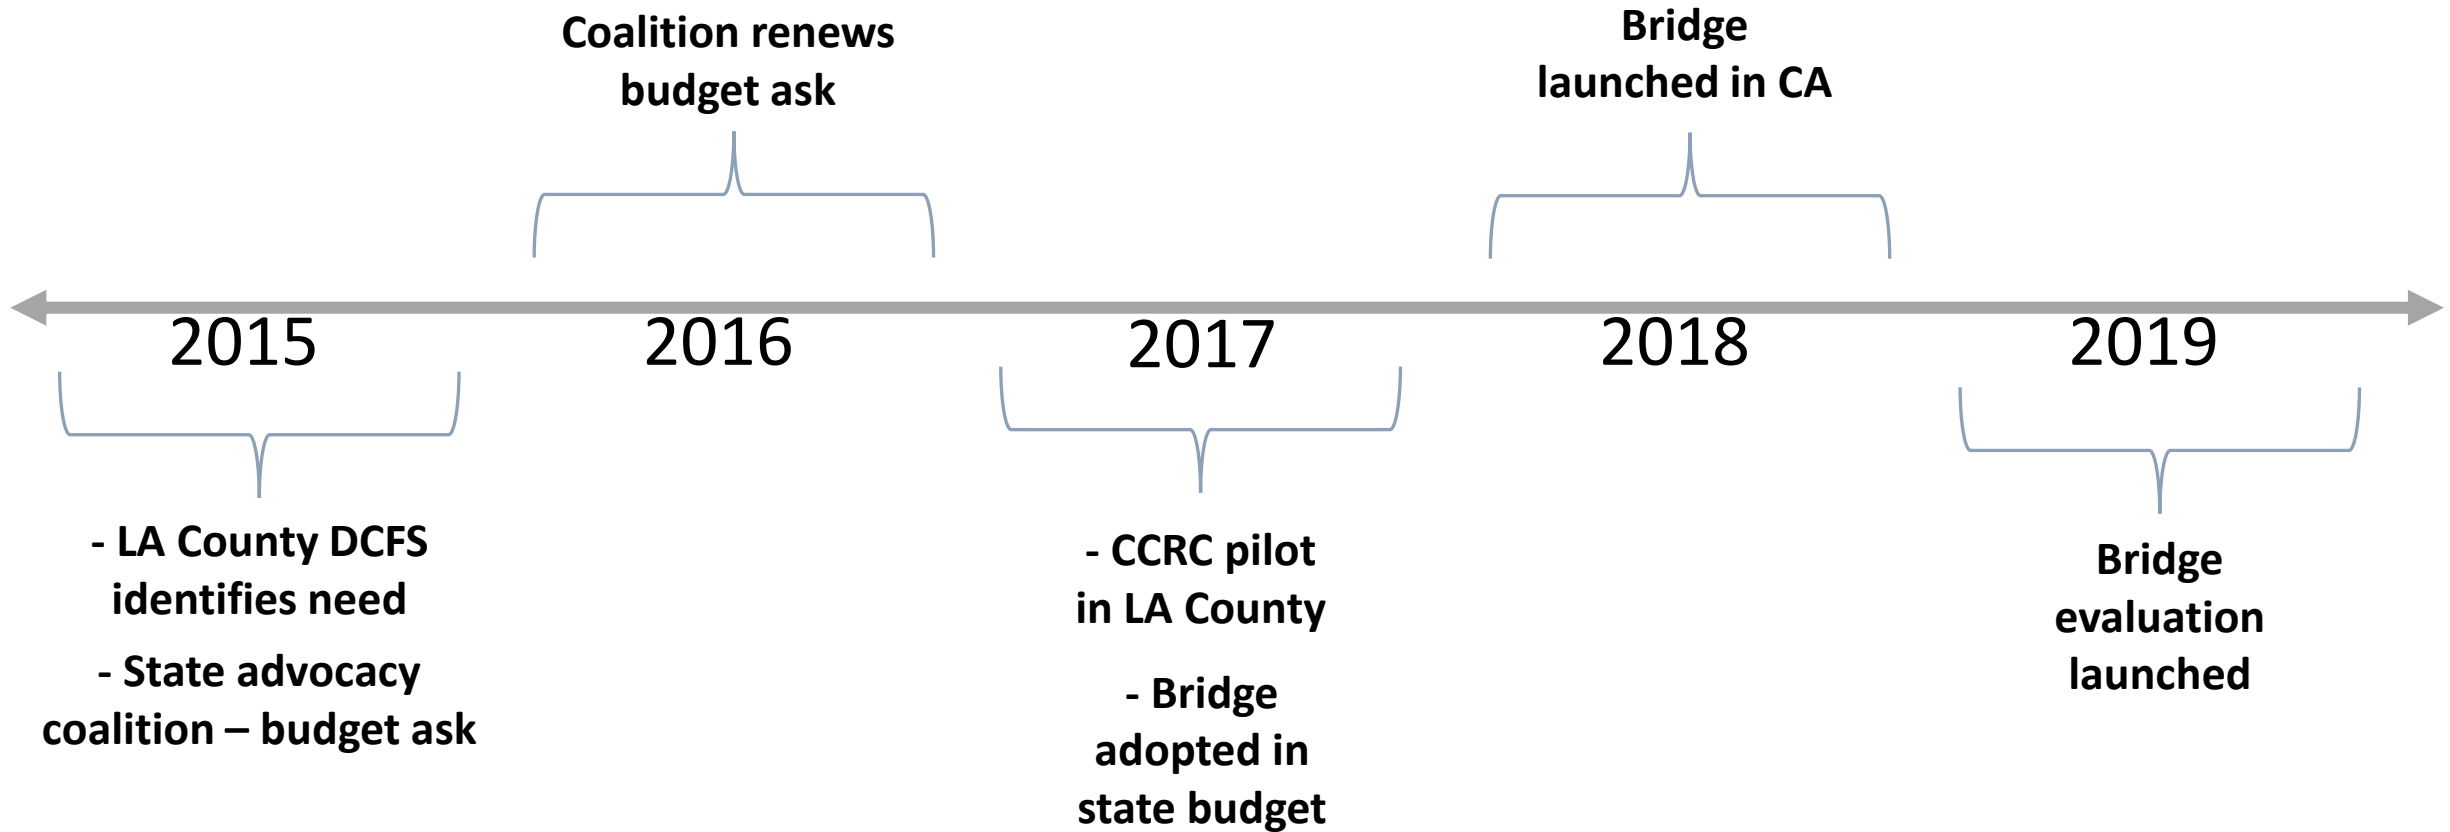 Coalition renews
budget ask
Bridge
launched in CA
2015
2016
2017
2018
2019
- LA County DCFS
identifies need
- State advocacy
coalition – budget ask
- CCRC pilot
in LA County
- Bridge
adopted in
state budget
Bridge
evaluation
launched